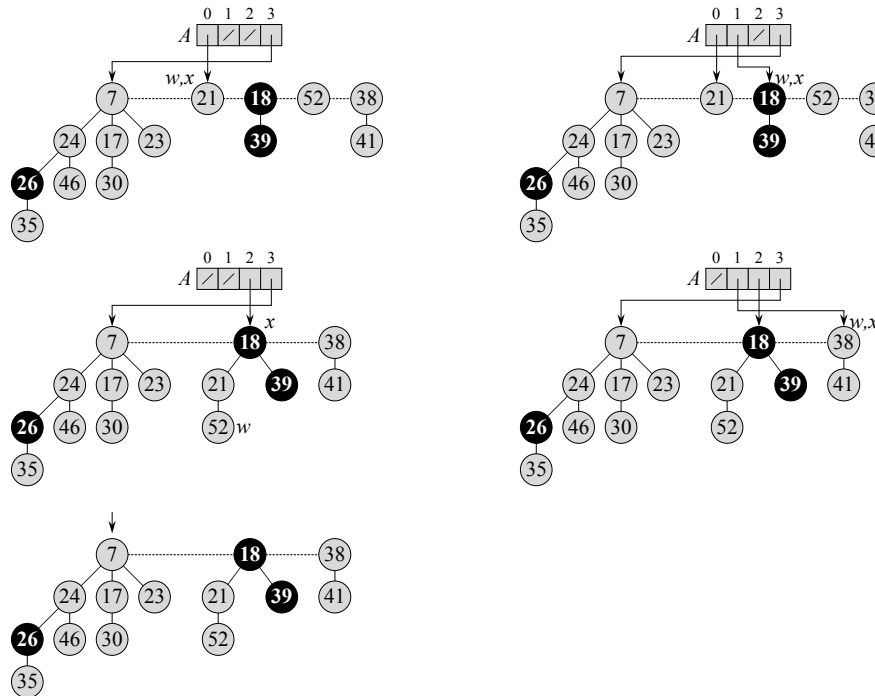 0 1 2 3 0 1 2 3
A A
w,x w,x
7 21 18 52 38 7 21 18 52
24 17 23 39 41 24 17 23 39
26 46 30 26 46 30
35 35
0 1 2 3 0 1 2 3
A A
x w,x
7 18 38 7 18 38
24 17 23 21 39 41 24 17 23 21 39 41
26 46 30 52 w 26 46 30 52
35 35
7 18 38
24 17 23 21 39 41
26 46 30 52
35